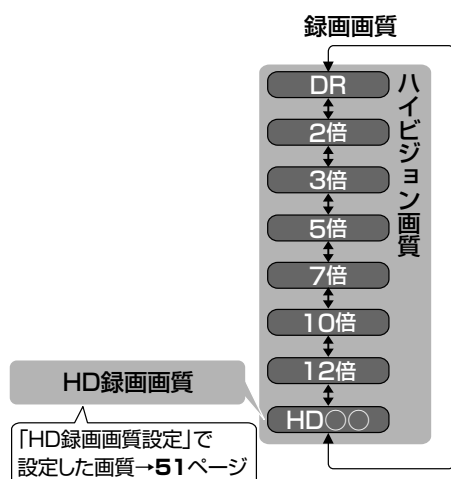 録画画質
DR
2倍
3倍
5倍
7倍
10倍
12倍
HD○○
ハイビジョン画質
HD録画画質
「HD録画画質設定」で
設定した画質→51ページ